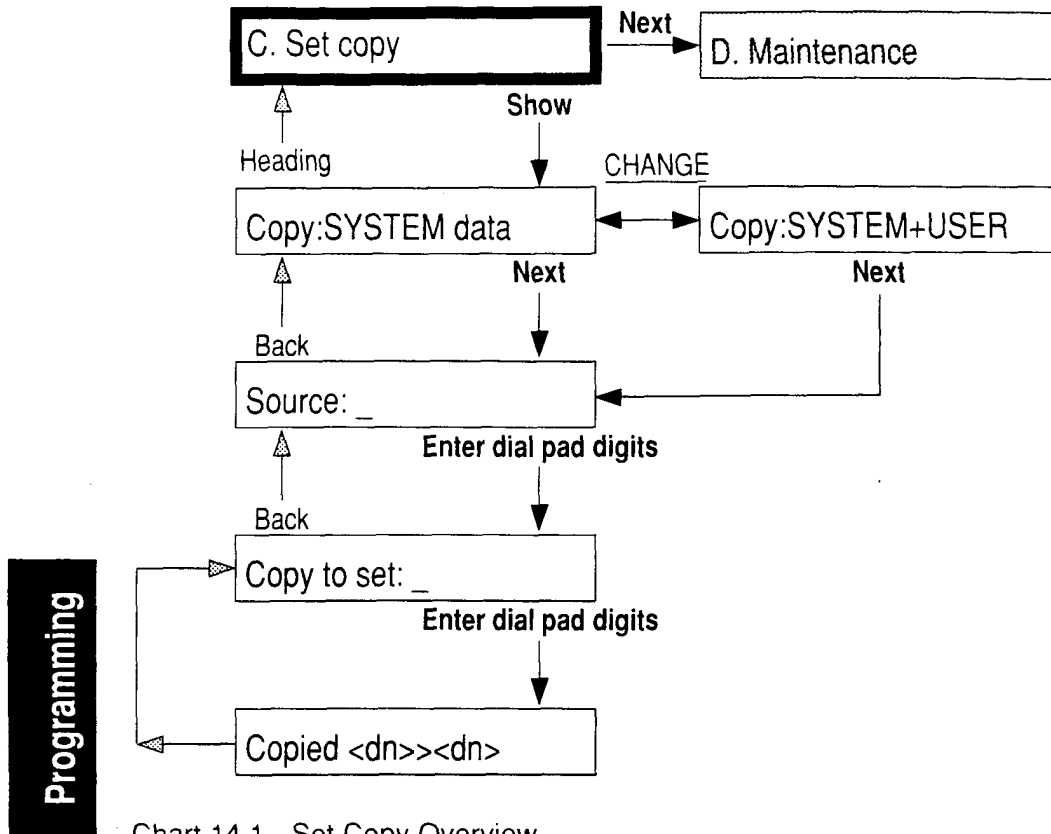 C. Set copy
Next
D. Maintenance
Show
Heading
CHANGE
Copy:SYSTEM data
Copy:SYSTEM+USER
Next
Next
Back
Source: _
Enter dial pad digits
Back
Copy to set: _
Enter dial pad digits
Programming
Copied <dn>><dn>
Chart 14.1 Set Copy Overview